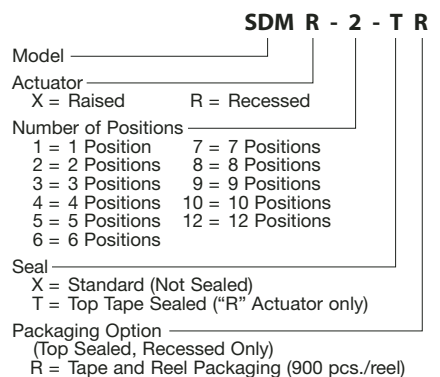 SDM R - 2 - T R
Model
Actuator
X = Raised R = Recessed
Number of Positions
1 = 1 Position 7 = 7 Positions
2 = 2 Positions 8 = 8 Positions
3 = 3 Positions 9 = 9 Positions
4 = 4 Positions 10 = 10 Positions
5 = 5 Positions 12 = 12 Positions
6 = 6 Positions
Seal
X = Standard (Not Sealed)
T = Top Tape Sealed (“R” Actuator only)
Packaging Option
(Top Sealed, Recessed Only)
R = Tape and Reel Packaging (900 pcs./reel)